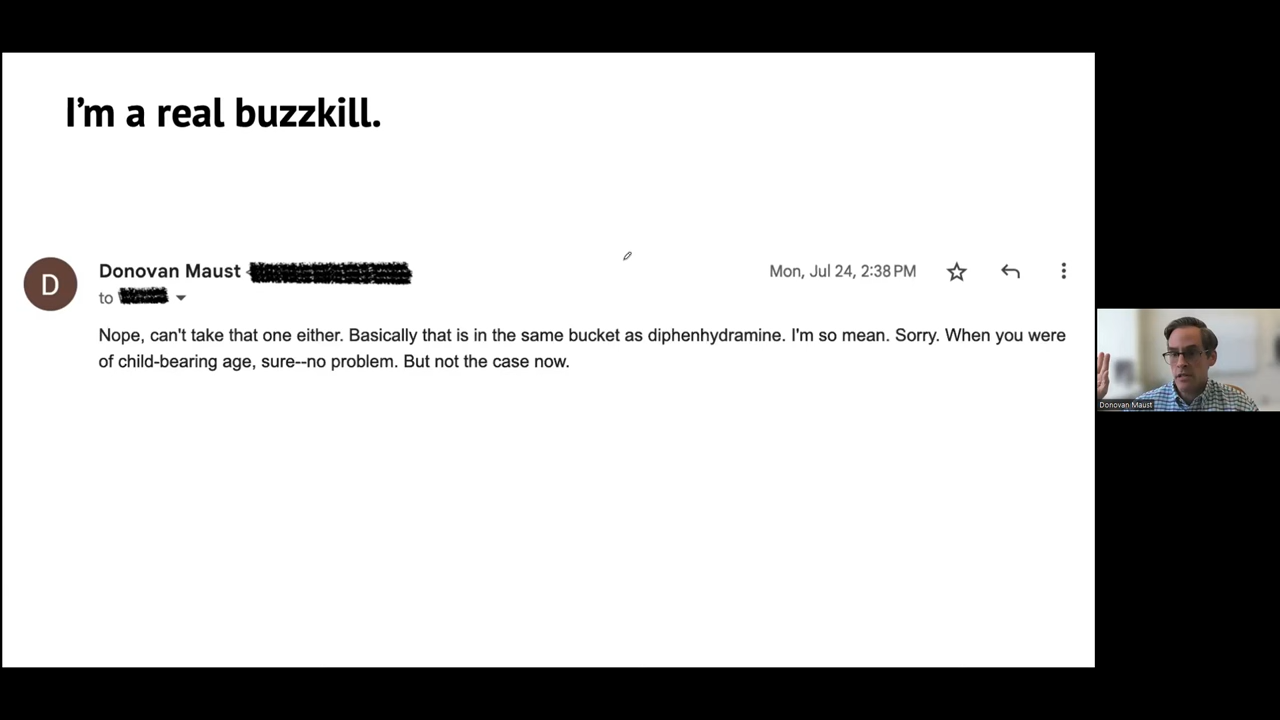 I'm a real buzzkill.
D
Donovan Maust
Mon, Jul 24, 2:38 PM
to
Nope, can't take that one either. Basically that is in the same bucket as diphenhydramine. I'm so mean. Sorry. When you were
of child-bearing age, sure--no problem. But not the case now.
Donovan Maust